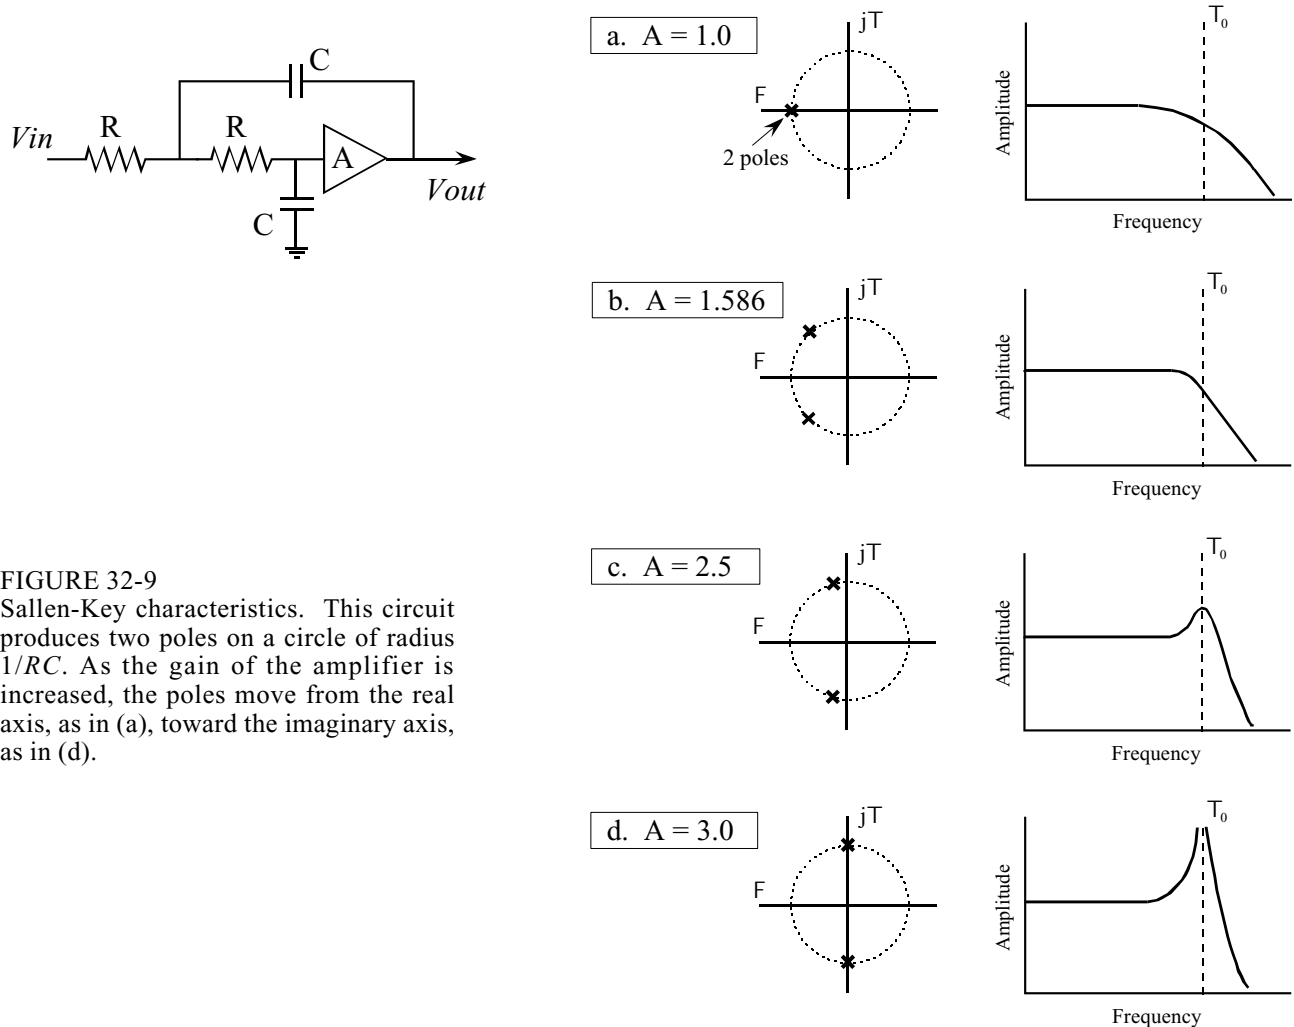 C
R
R
Vin
A
Vout
C
FIGURE 32-9
Sallen-Key characteristics. This circuit
produces two poles on a circle of radius
1/RC. As the gain of the amplifier is
increased, the poles move from the real
axis, as in (a), toward the imaginary axis,
as in (d).
a. A = 1.0
jT
F
2 poles
T0
Amplitude
Frequency
b. A = 1.586
jT
F
T0
Amplitude
Frequency
c. A = 2.5
jT
F
T0
Amplitude
Frequency
d. A = 3.0
jT
F
T0
Amplitude
Frequency